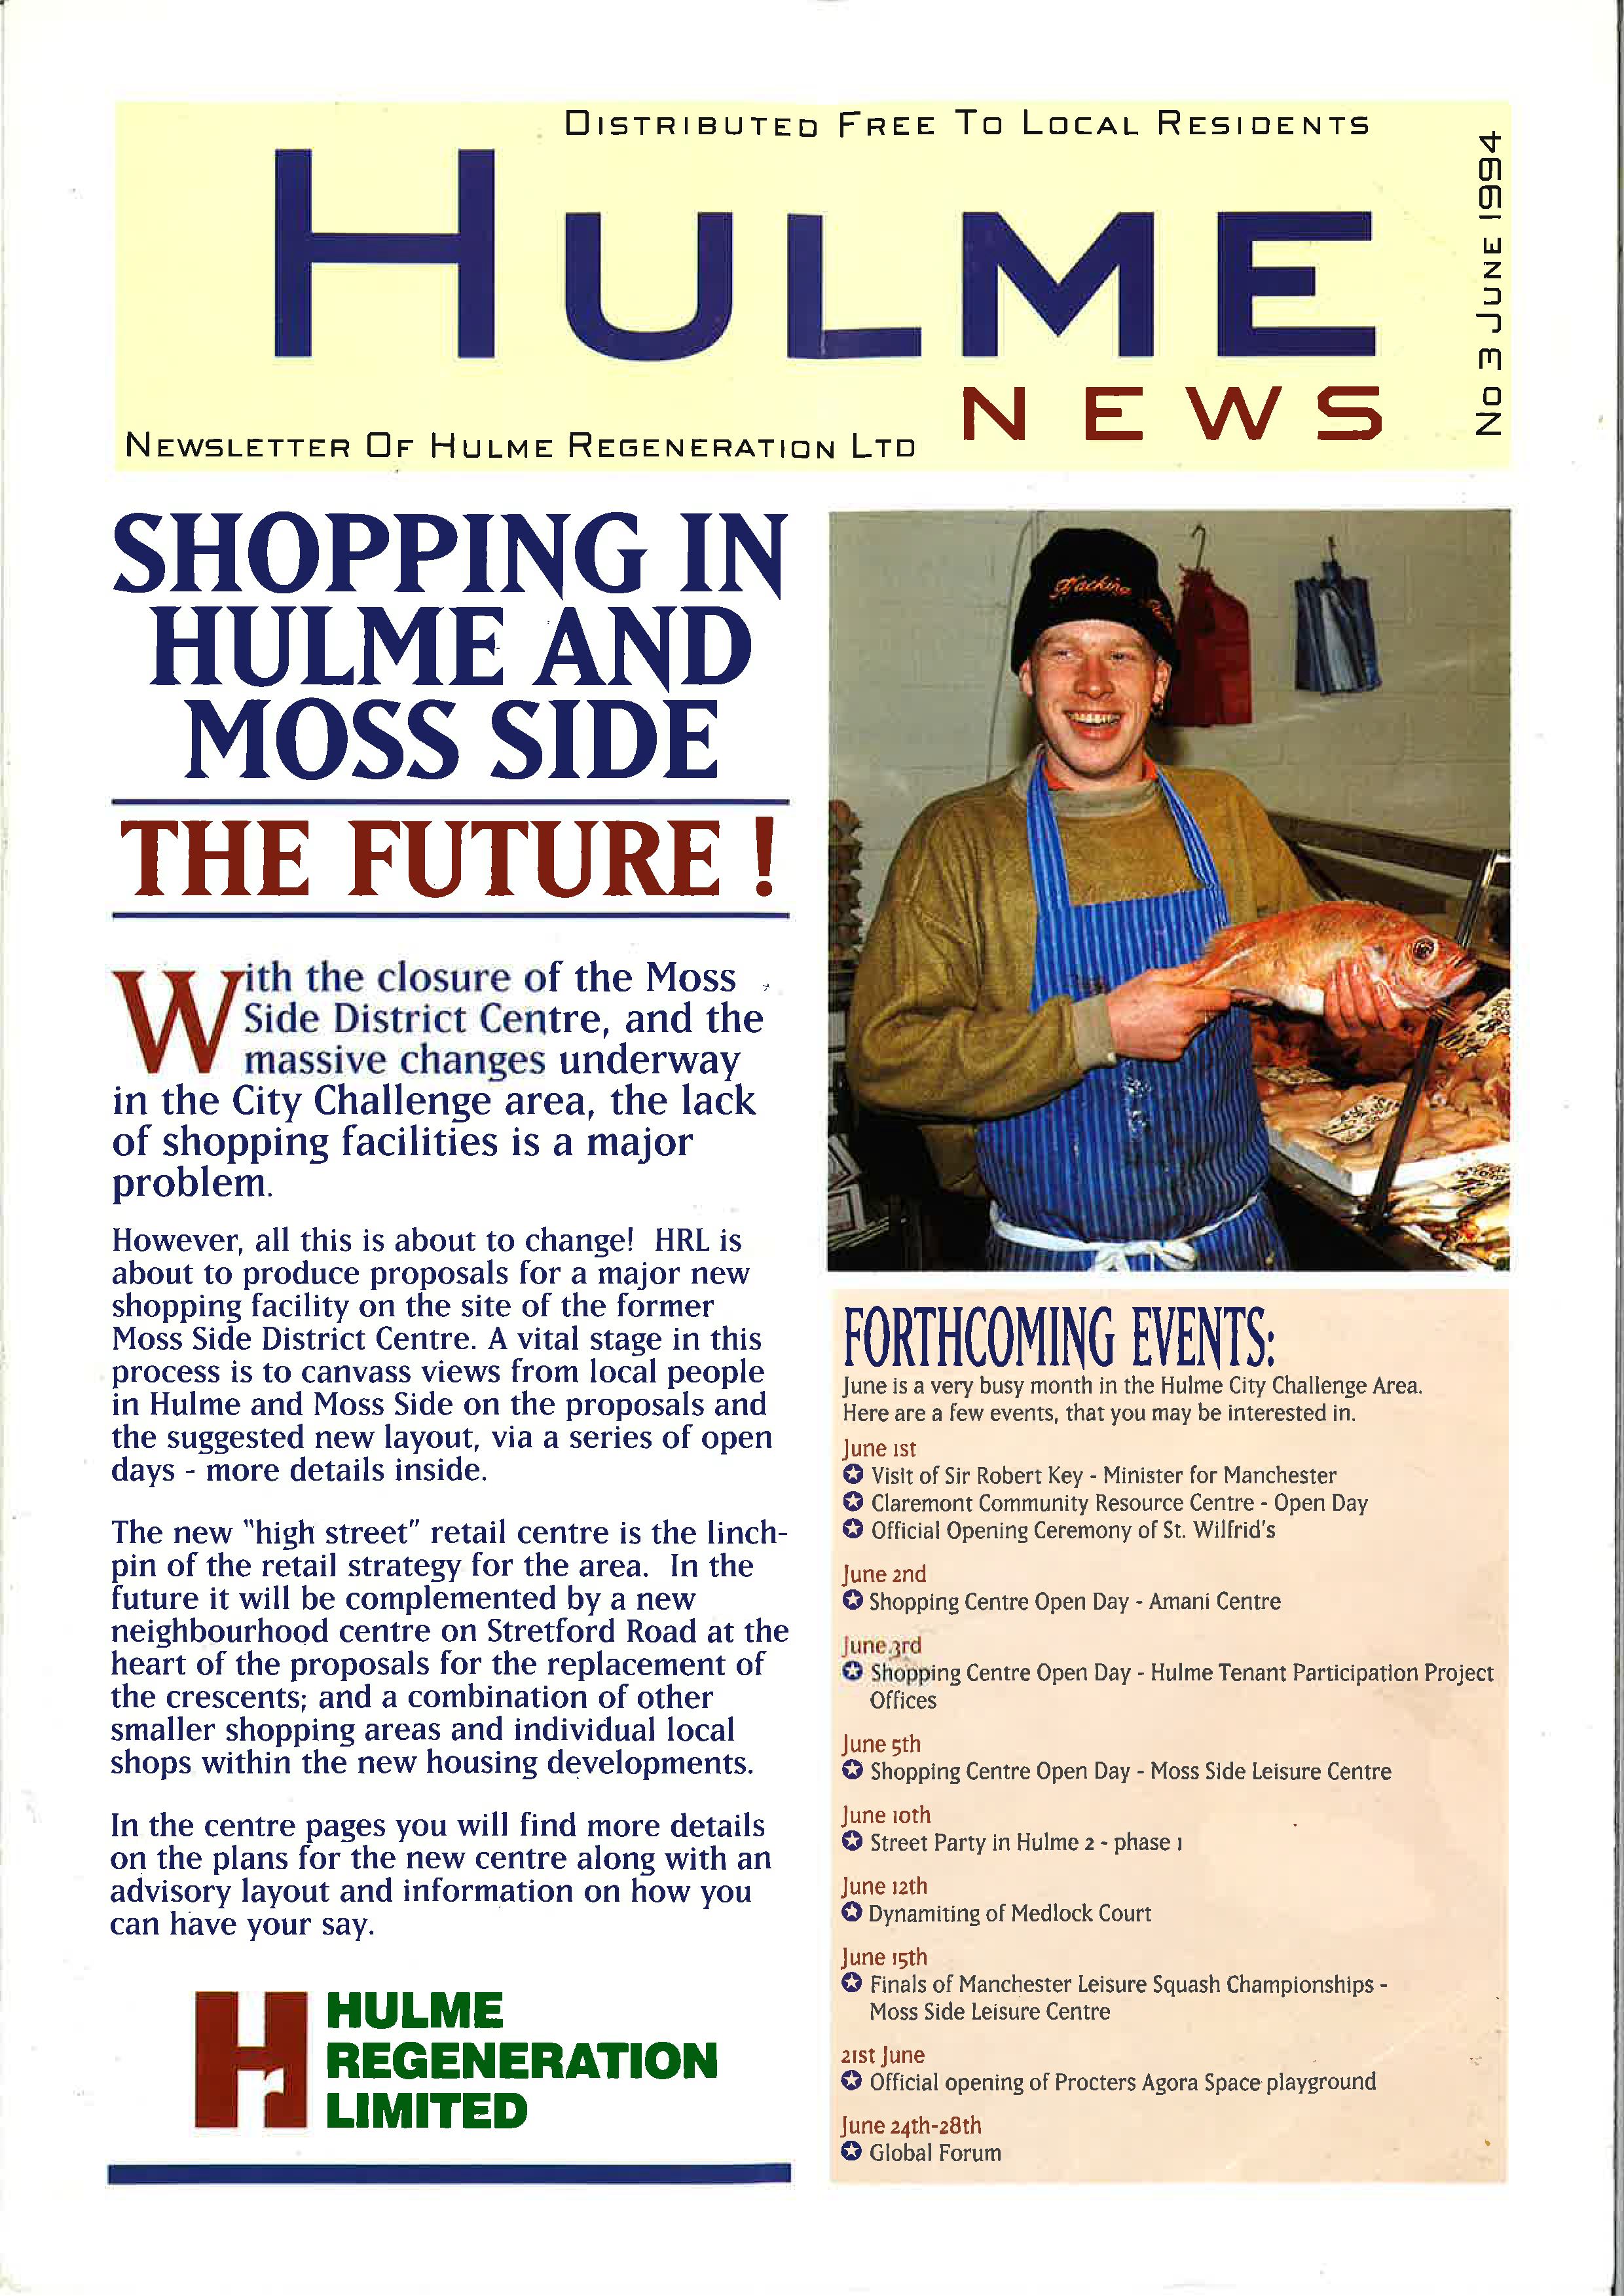 DISTRIBUTED FREE TO LOCAL RESIDENTS
HULME
NEWS
No 3 JUNE 1994
NEWSLETTER OF HULME REGENERATION LTD
SHOPPING IN
HULME AND
MOSS SIDE
THE FUTURE !
With the closure of the Moss
Side District Centre, and the
massive changes underway
in the City Challenge area, the lack
of shopping facilities is a major
problem.
However, all this is about to change! HRL is
about to produce proposals for a major new
shopping facility on the site of the former
Moss Side District Centre. A vital stage in this
process is to canvass views from local people
in Hulme and Moss Side on the proposals and
the suggested new layout, via a series of open
days - more details inside.
The new "high street" retail centre is the linch-
pin of the retail strategy for the area. In the
future it will be complemented by a new
neighbourhood centre on Stretford Road at the
heart of the proposals for the replacement of
the crescents; and a combination of other
smaller shopping areas and individual local
shops within the new housing developments.
In the centre pages you will find more details
on the plans for the new centre along with an
advisory layout and information on how you
can have your say.
HULME
REGENERATION
LIMITED
FORTHCOMING EVENTS:
June is a very busy month in the Hulme City Challenge Area.
Here are a few events, that you may be interested in.
June 1st
Visit of Sir Robert Key - Minister for Manchester
Claremont Community Resource Centre - Open Day
Official Opening Ceremony of St. Wilfrid's
June 2nd
Shopping Centre Open Day - Amani Centre
June 3rd
Shopping Centre Open Day - Hulme Tenant Participation Project
Offices
June 5th
Shopping Centre Open Day - Moss Side Leisure Centre
June 10th
Street Party in Hulme 2 - phase 1
June 12th
Dynamiting of Medlock Court
June 15th
Finals of Manchester Leisure Squash Championships -
Moss Side Leisure Centre
21st June
Official opening of Procters Agora Space playground
June 24th-28th
Global Forum